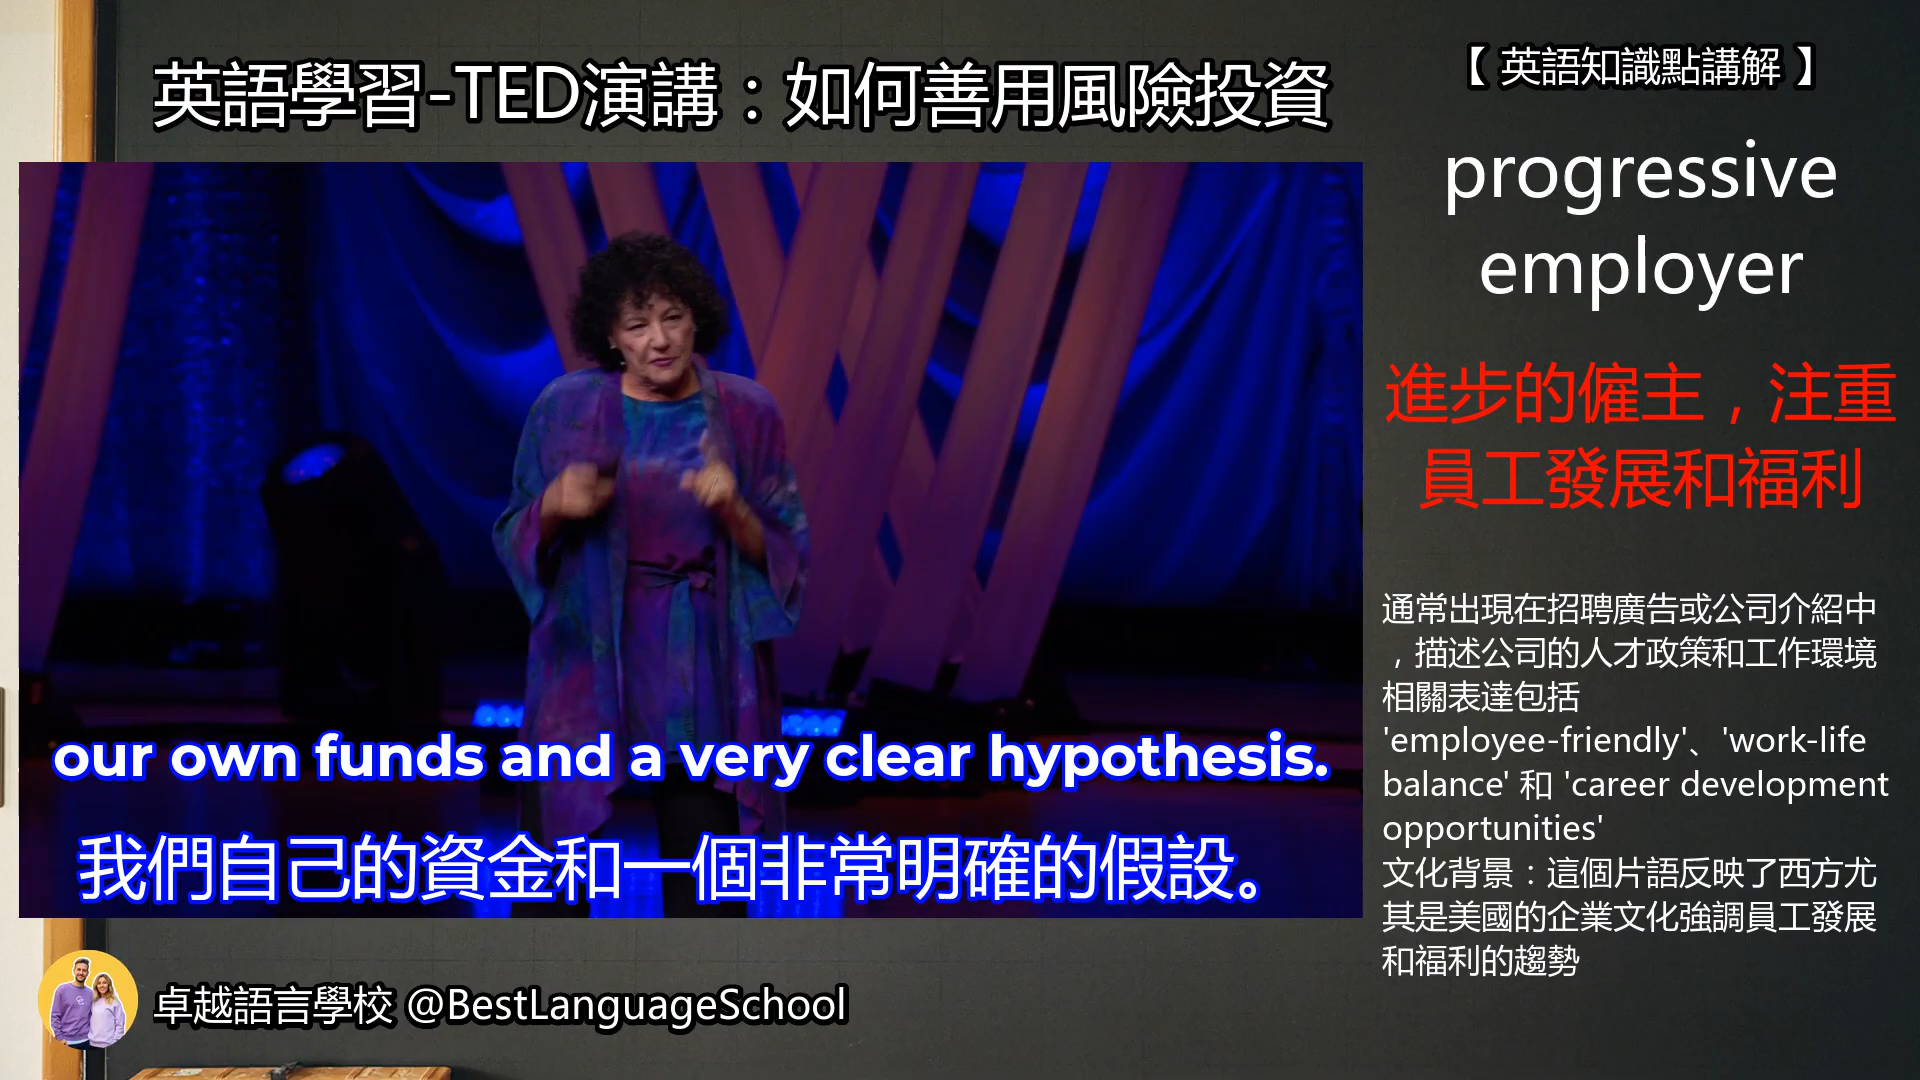 英語學習-TED演講：如何善用風險投資
our own funds and a very clear hypothesis.
我們自己的資金和一個非常明確的假設。
卓越語言學校 @BestLanguageSchool
【 英語知識點講解 】
progressive
employer
進步的僱主，注重
員工發展和福利
通常出現在招聘廣告或公司介紹中
，描述公司的人才政策和工作環境
相關表達包括
'employee-friendly'、'work-life
balance' 和 'career development
opportunities'
文化背景：這個片語反映了西方尤
其是美國的企業文化強調員工發展
和福利的趨勢